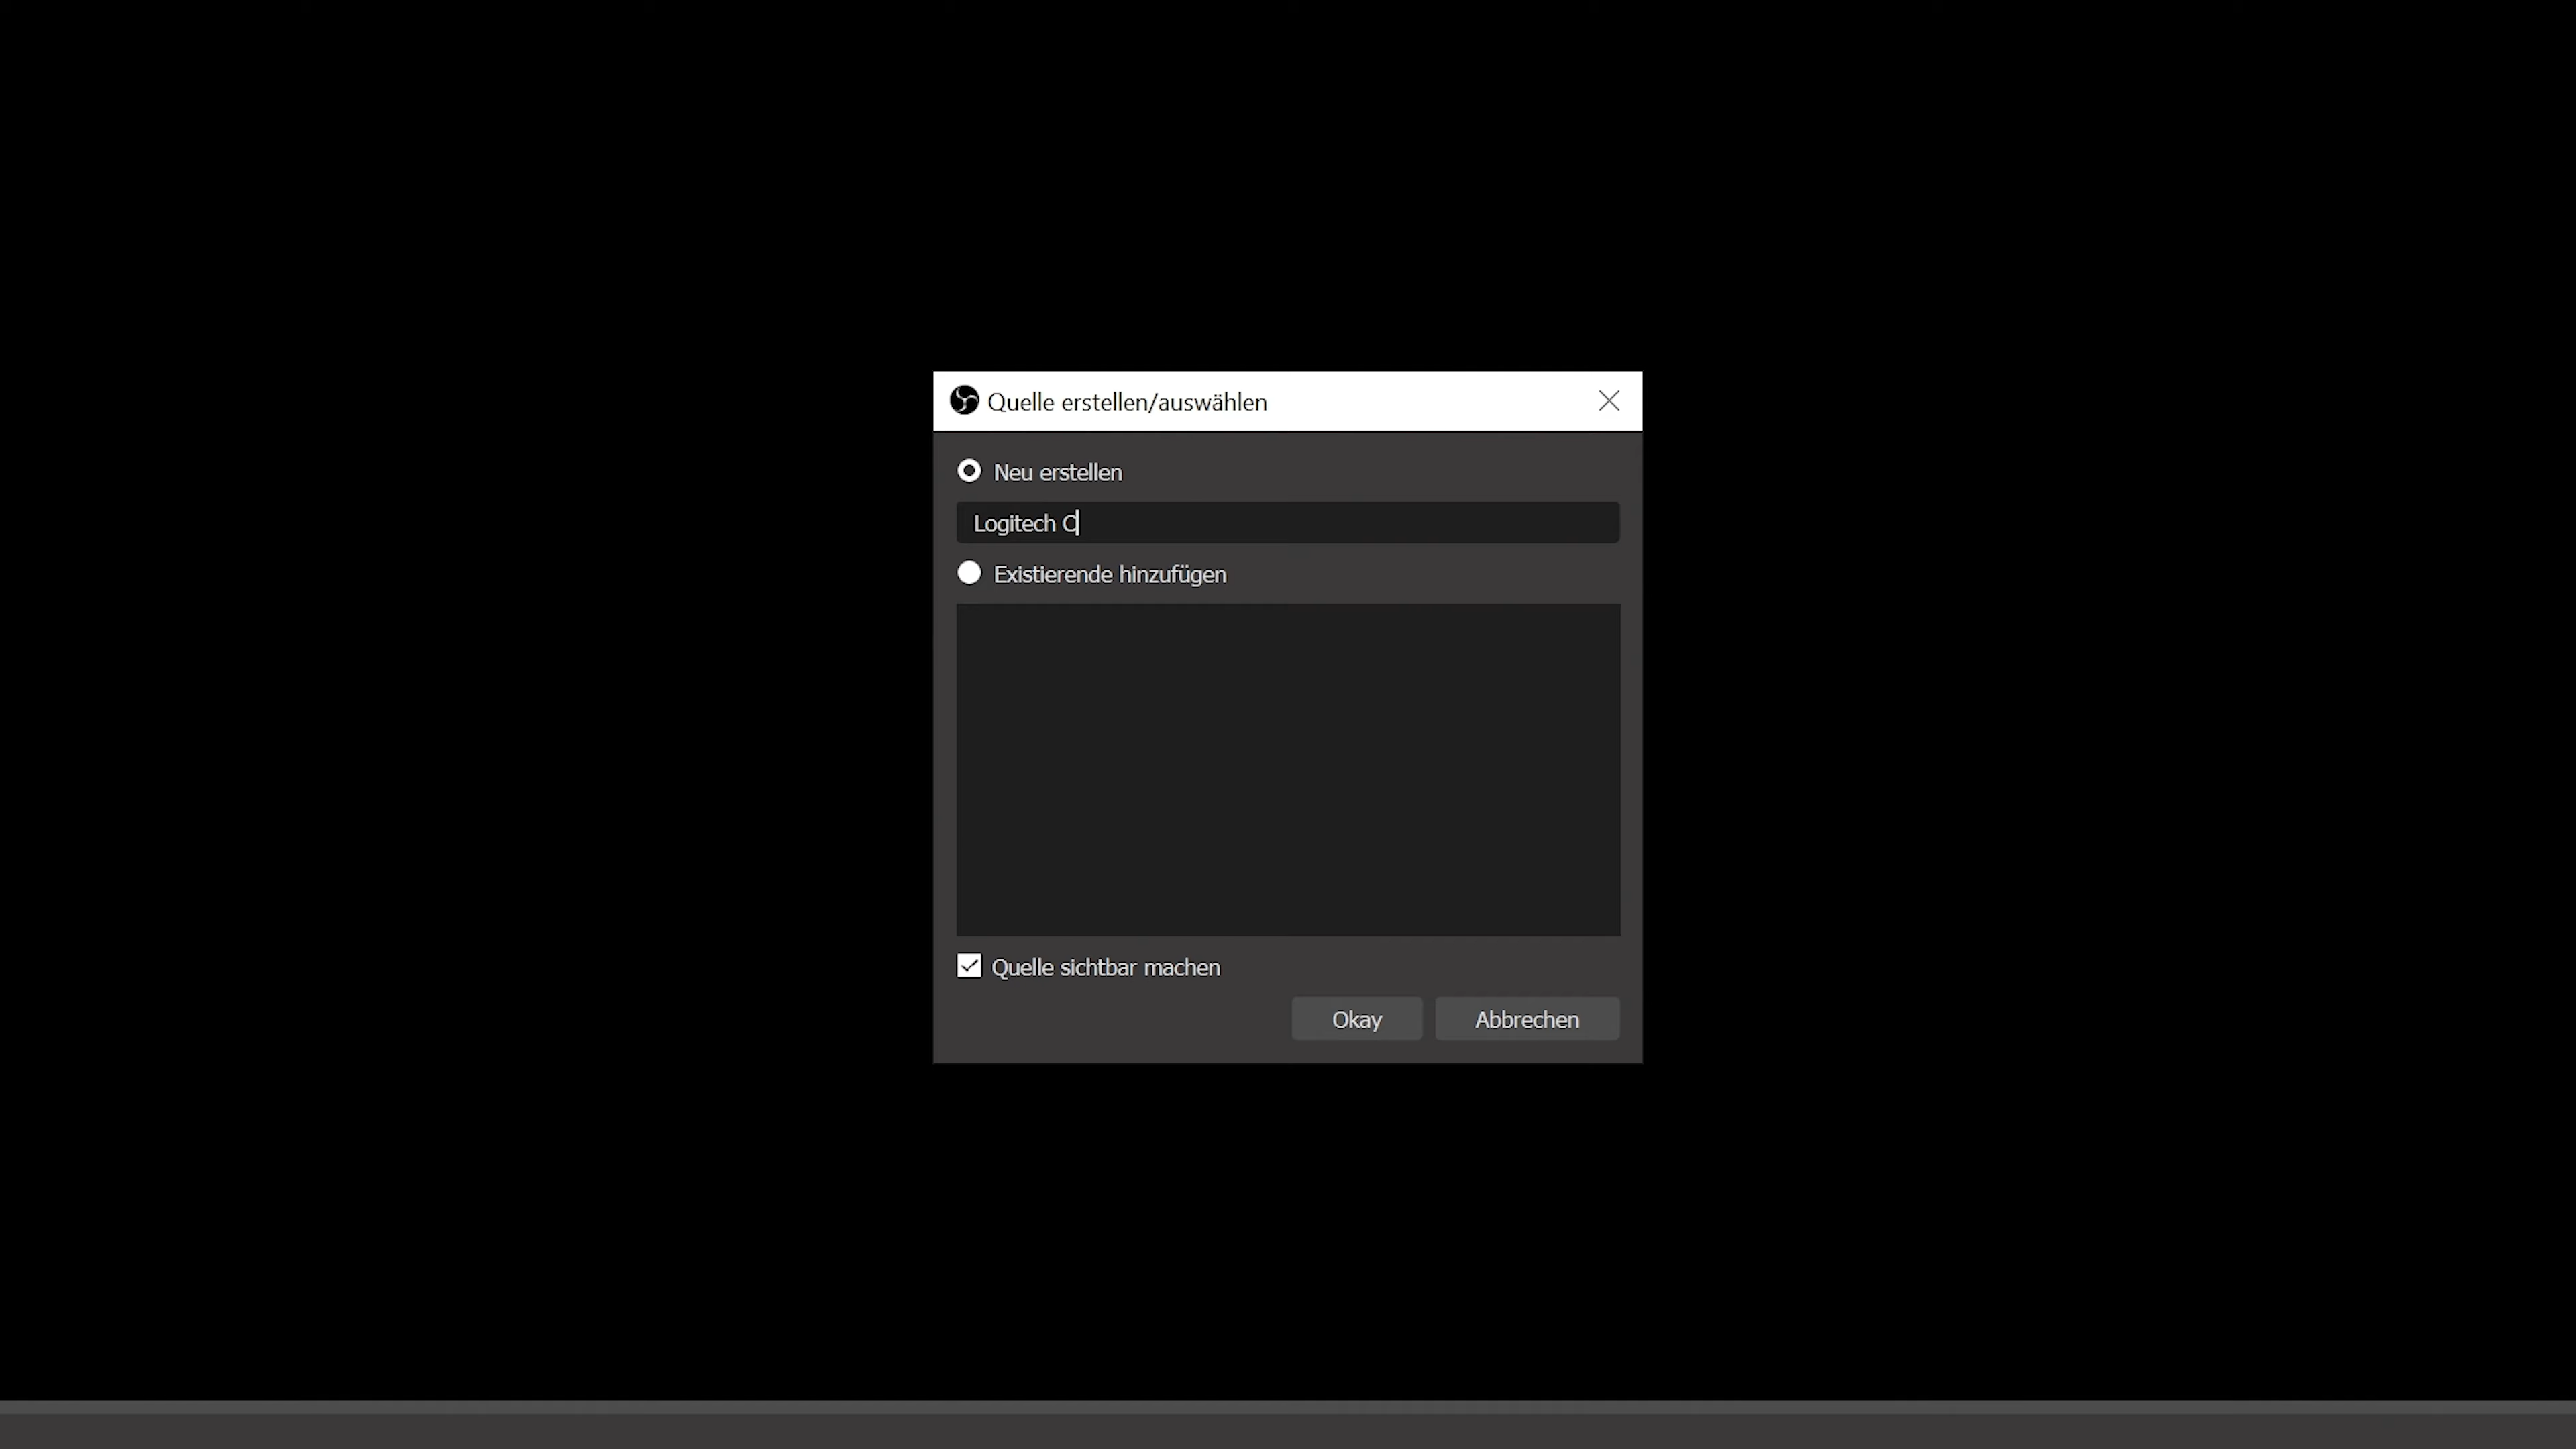 Quelle erstellen/auswählen
Neu erstellen
Logitech C
Existierende hinzufügen
Quelle sichtbar machen
Okay Abbrechen